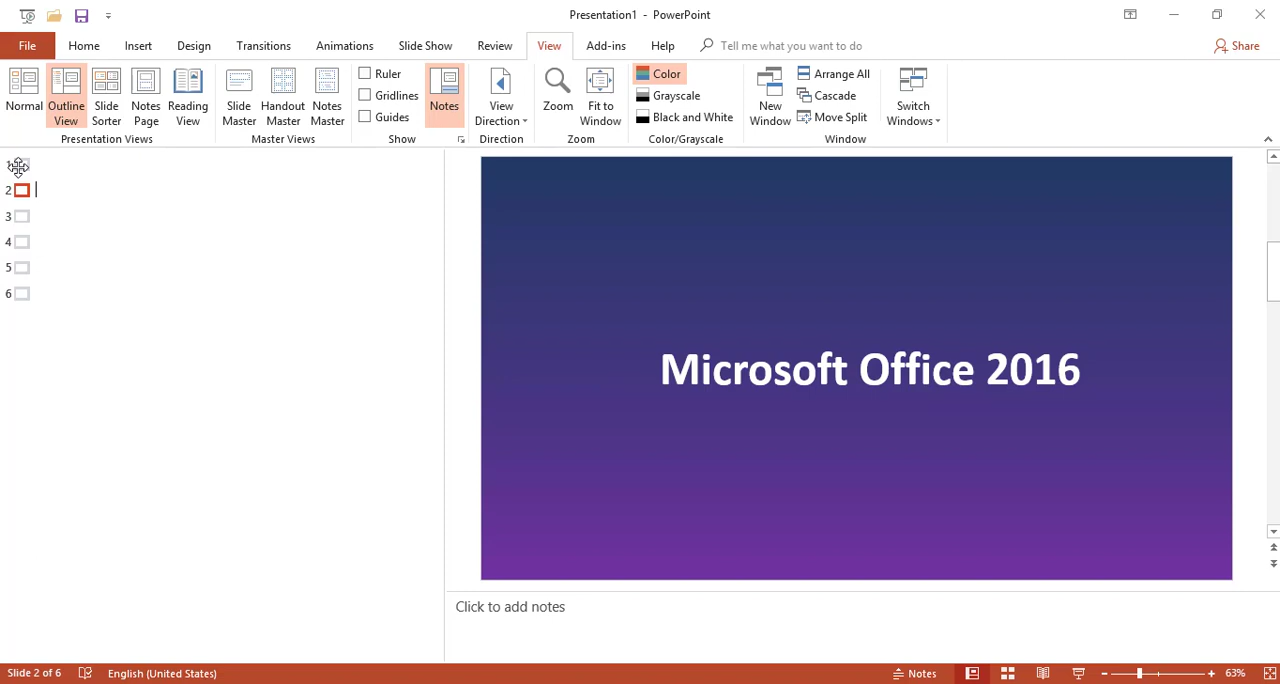 Presentation1 - PowerPoint
File Home Insert Design Transitions Animations Slide Show Review View Add-ins Help Tell me what you want to do Share
Normal Outline View Slide Sorter Notes Page Reading View
Presentation Views
Slide Master Handout Master Notes Master
Master Views
Ruler
Gridlines
Guides
Show
Notes
View Direction
Direction
Zoom Fit to Window
Zoom
Color
Grayscale
Black and White
Color/Grayscale
New Window
Arrange All
Cascade
Move Split
Window
Switch Windows
2
3
4
5
6
Microsoft Office 2016
Click to add notes
Slide 2 of 6 English (United States) Notes 63%